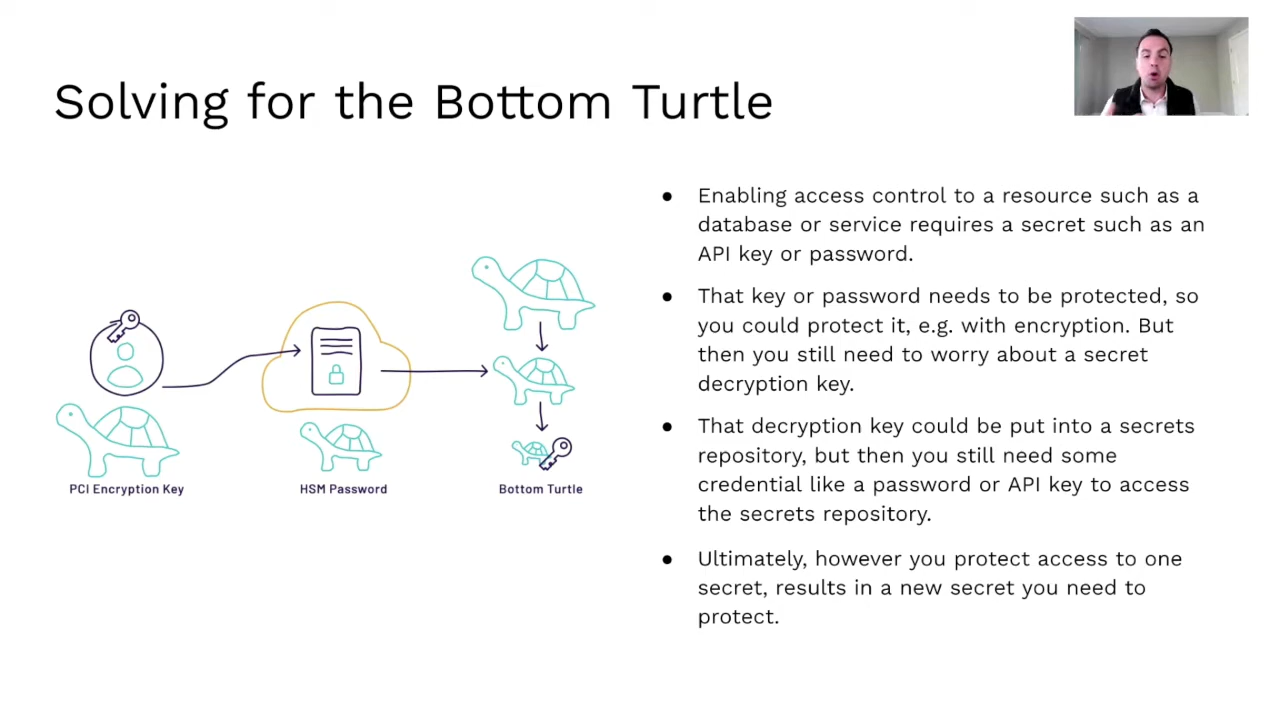 Solving for the Bottom Turtle
PCI Encryption Key
HSM Password
Bottom Turtle
● Enabling access control to a resource such as a
database or service requires a secret such as an
API key or password.
● That key or password needs to be protected, so
you could protect it, e.g. with encryption. But
then you still need to worry about a secret
decryption key.
● That decryption key could be put into a secrets
repository, but then you still need some
credential like a password or API key to access
the secrets repository.
● Ultimately, however you protect access to one
secret, results in a new secret you need to
protect.